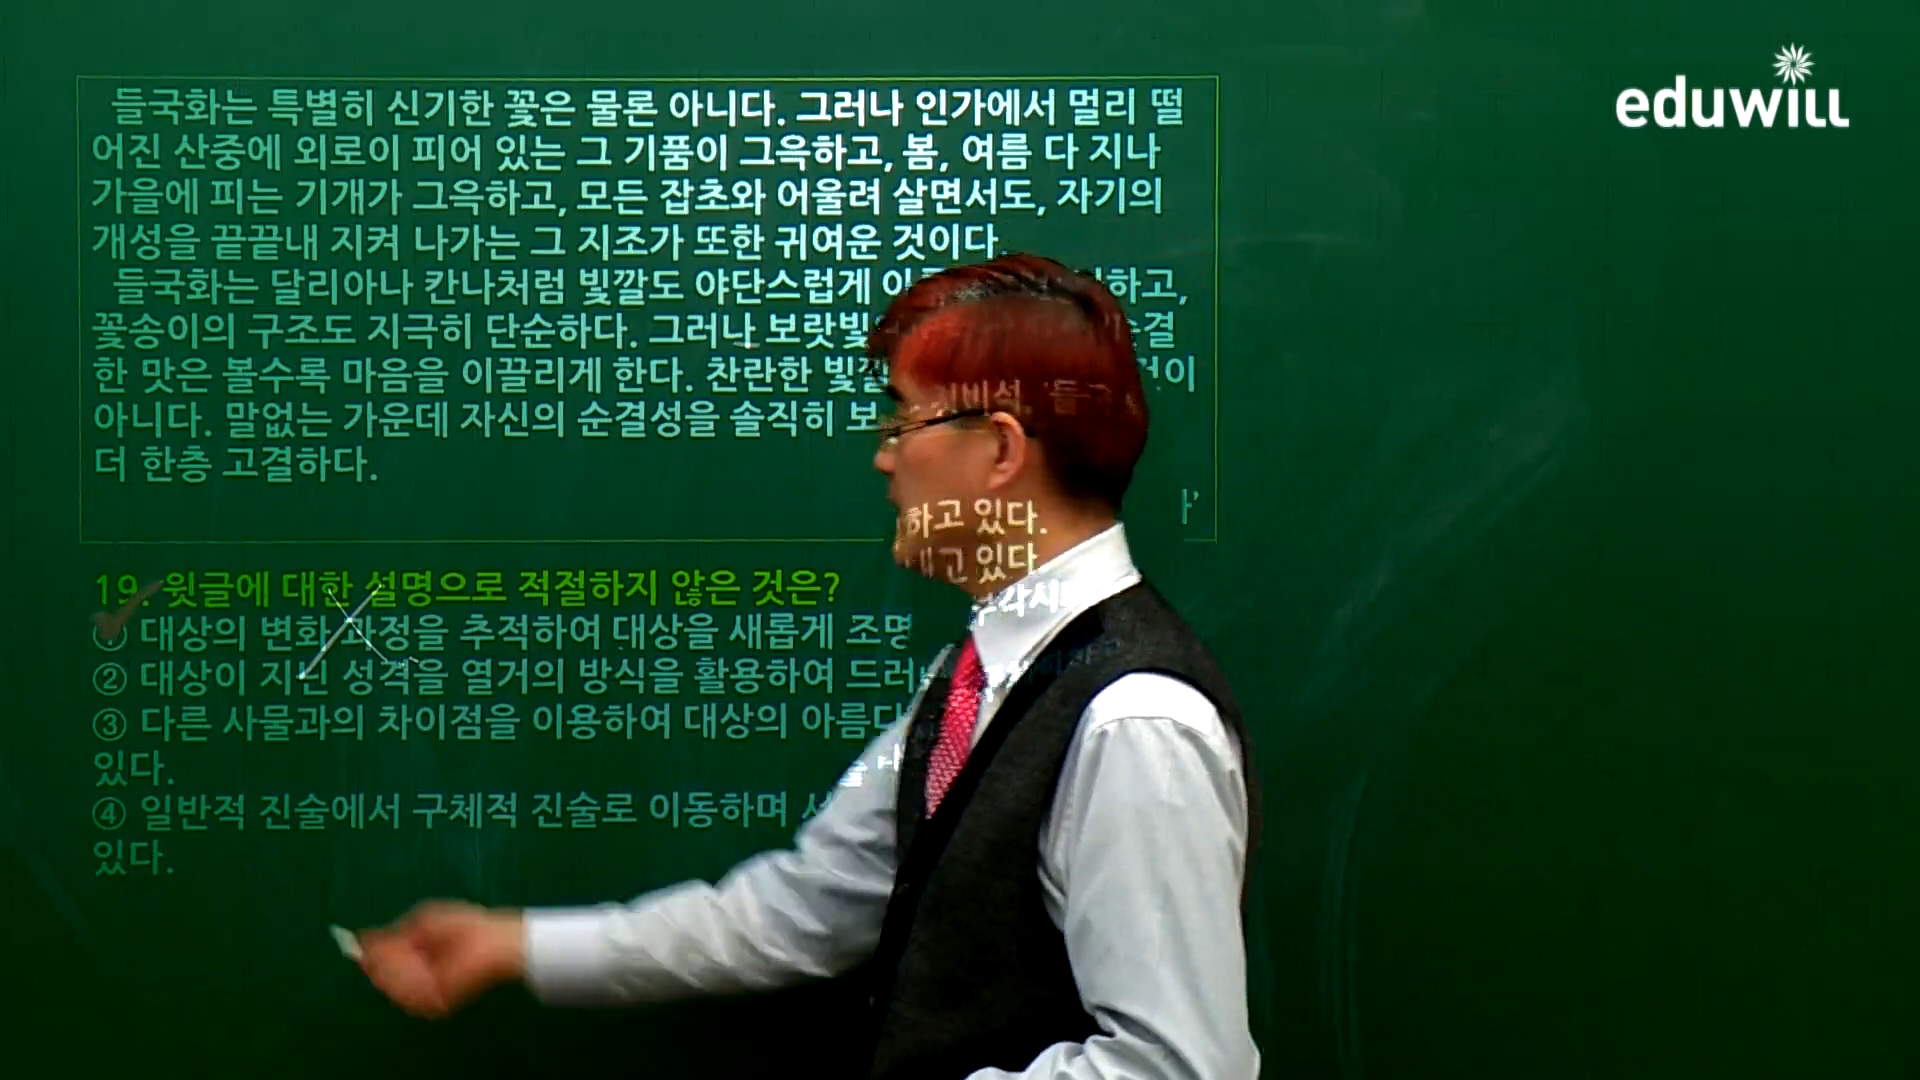 eduwill
들국화는 특별히 신기한 꽃은 물론 아니다. 그러나 인가에서 멀리 떨
어진 산중에 외로이 피어 있는 그 기품이 그윽하고, 봄, 여름 다 지나
가을에 피는 기개가 그윽하고, 모든 잡초와 어울려 살면서도, 자기의
개성을 끝끝내 지켜 나가는 그 지조가 또한 귀여운 것이다.
들국화는 달리아나 칸나처럼 빛깔도 야단스럽게 하고,
꽃송이의 구조도 지극히 단순하다. 그러나 보랏빛
한 맛은 볼수록 마음을 이끌리게 한다. 찬란한
아니다. 말없는 가운데 자신의 순결성을 솔직히
더 한층 고결하다.
하고 있다.
있다.
19. 윗글에 대한 설명으로 적절하지 않은 것은?
① 대상의 변화 과정을 추적하여 대상을 새롭게
② 대상이 지닌 성격을 열거의 방식을 활용하여
③ 다른 사물과의 차이점을 이용하여 대상의
있다.
④ 일반적 진술에서 구체적 진술로 이동하며
있다.